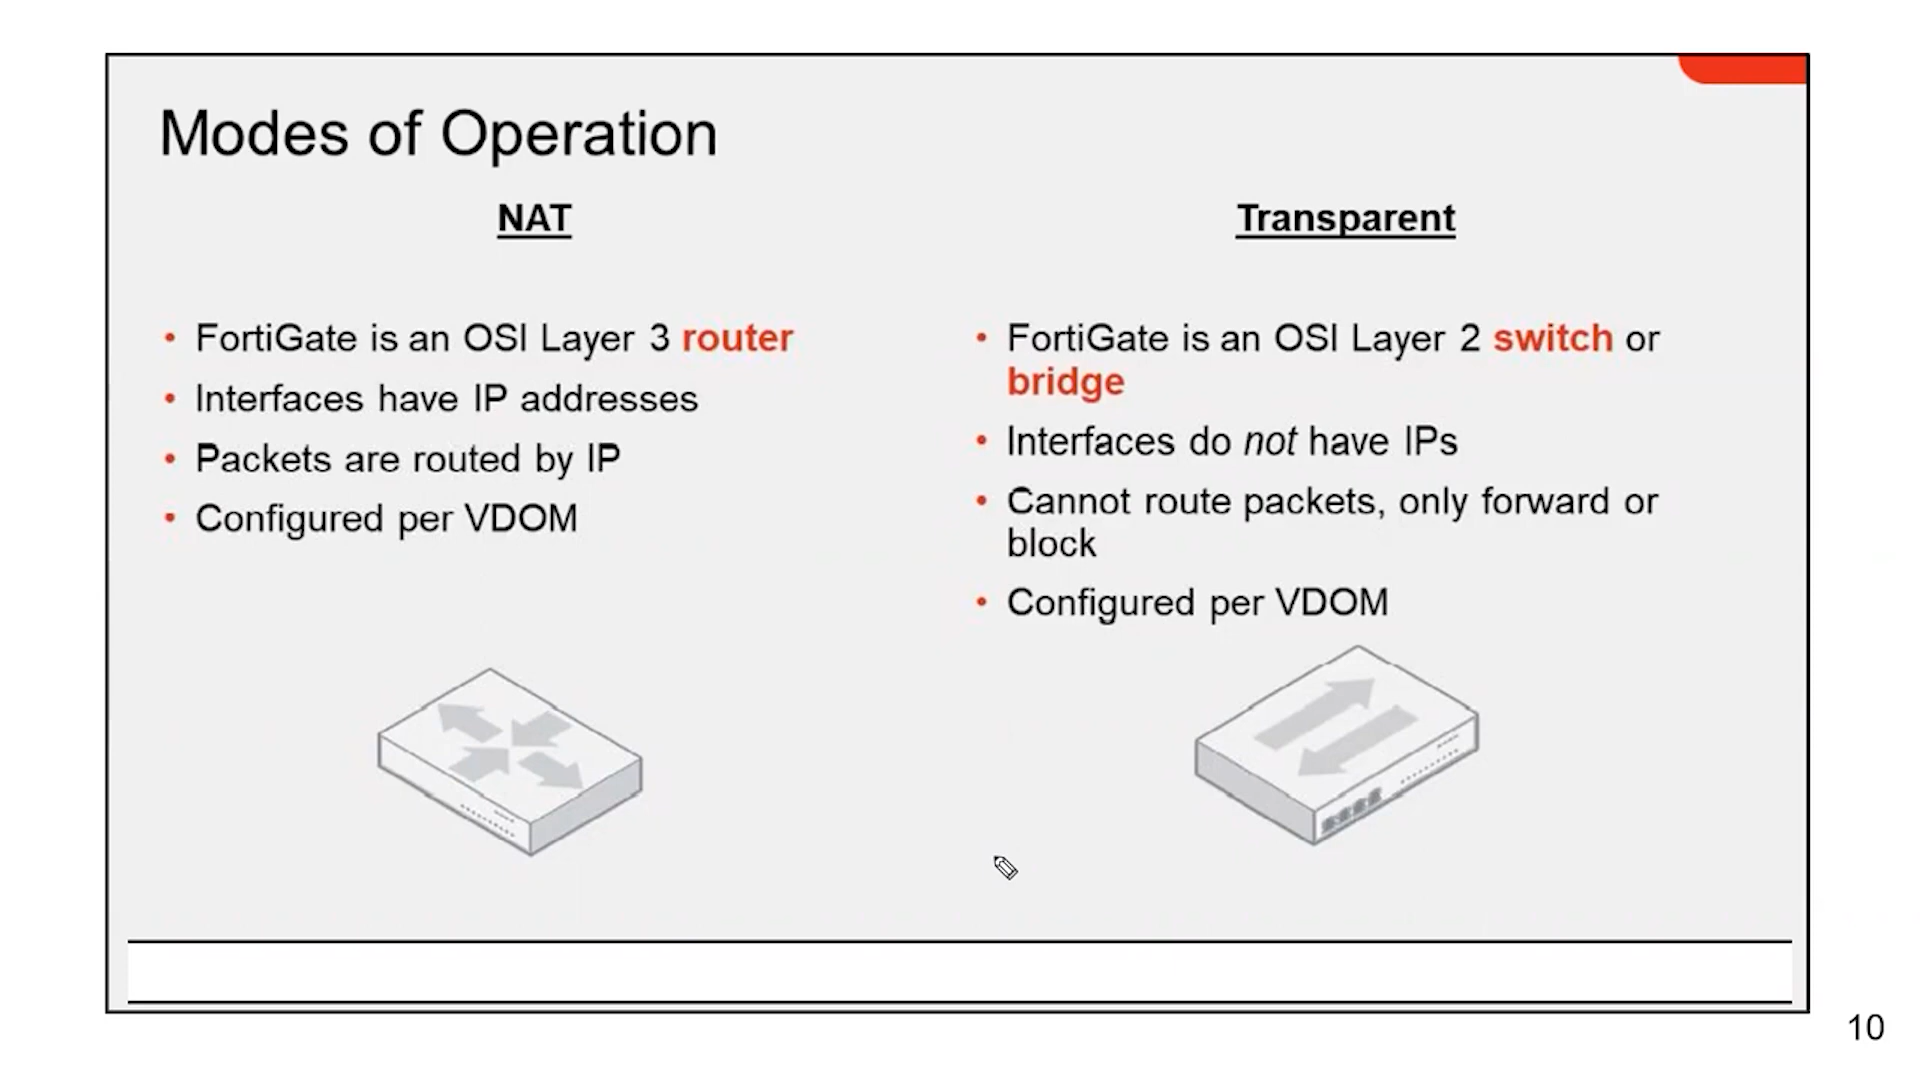 Modes of Operation
NAT
• FortiGate is an OSI Layer 3 router
• Interfaces have IP addresses
• Packets are routed by IP
• Configured per VDOM
Transparent
• FortiGate is an OSI Layer 2 switch or
bridge
• Interfaces do not have IPs
• Cannot route packets, only forward or
block
• Configured per VDOM
10